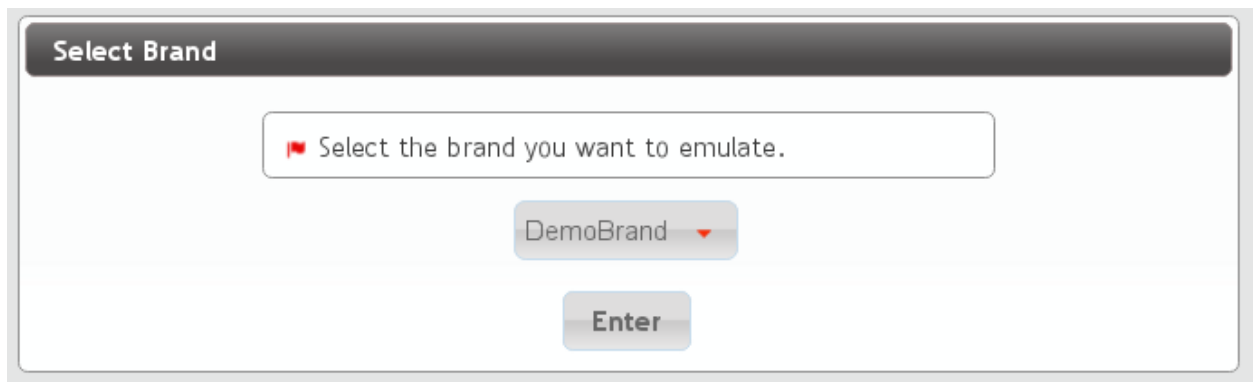 Select Brand
Select the brand you want to emulate.
DemoBrand
Enter